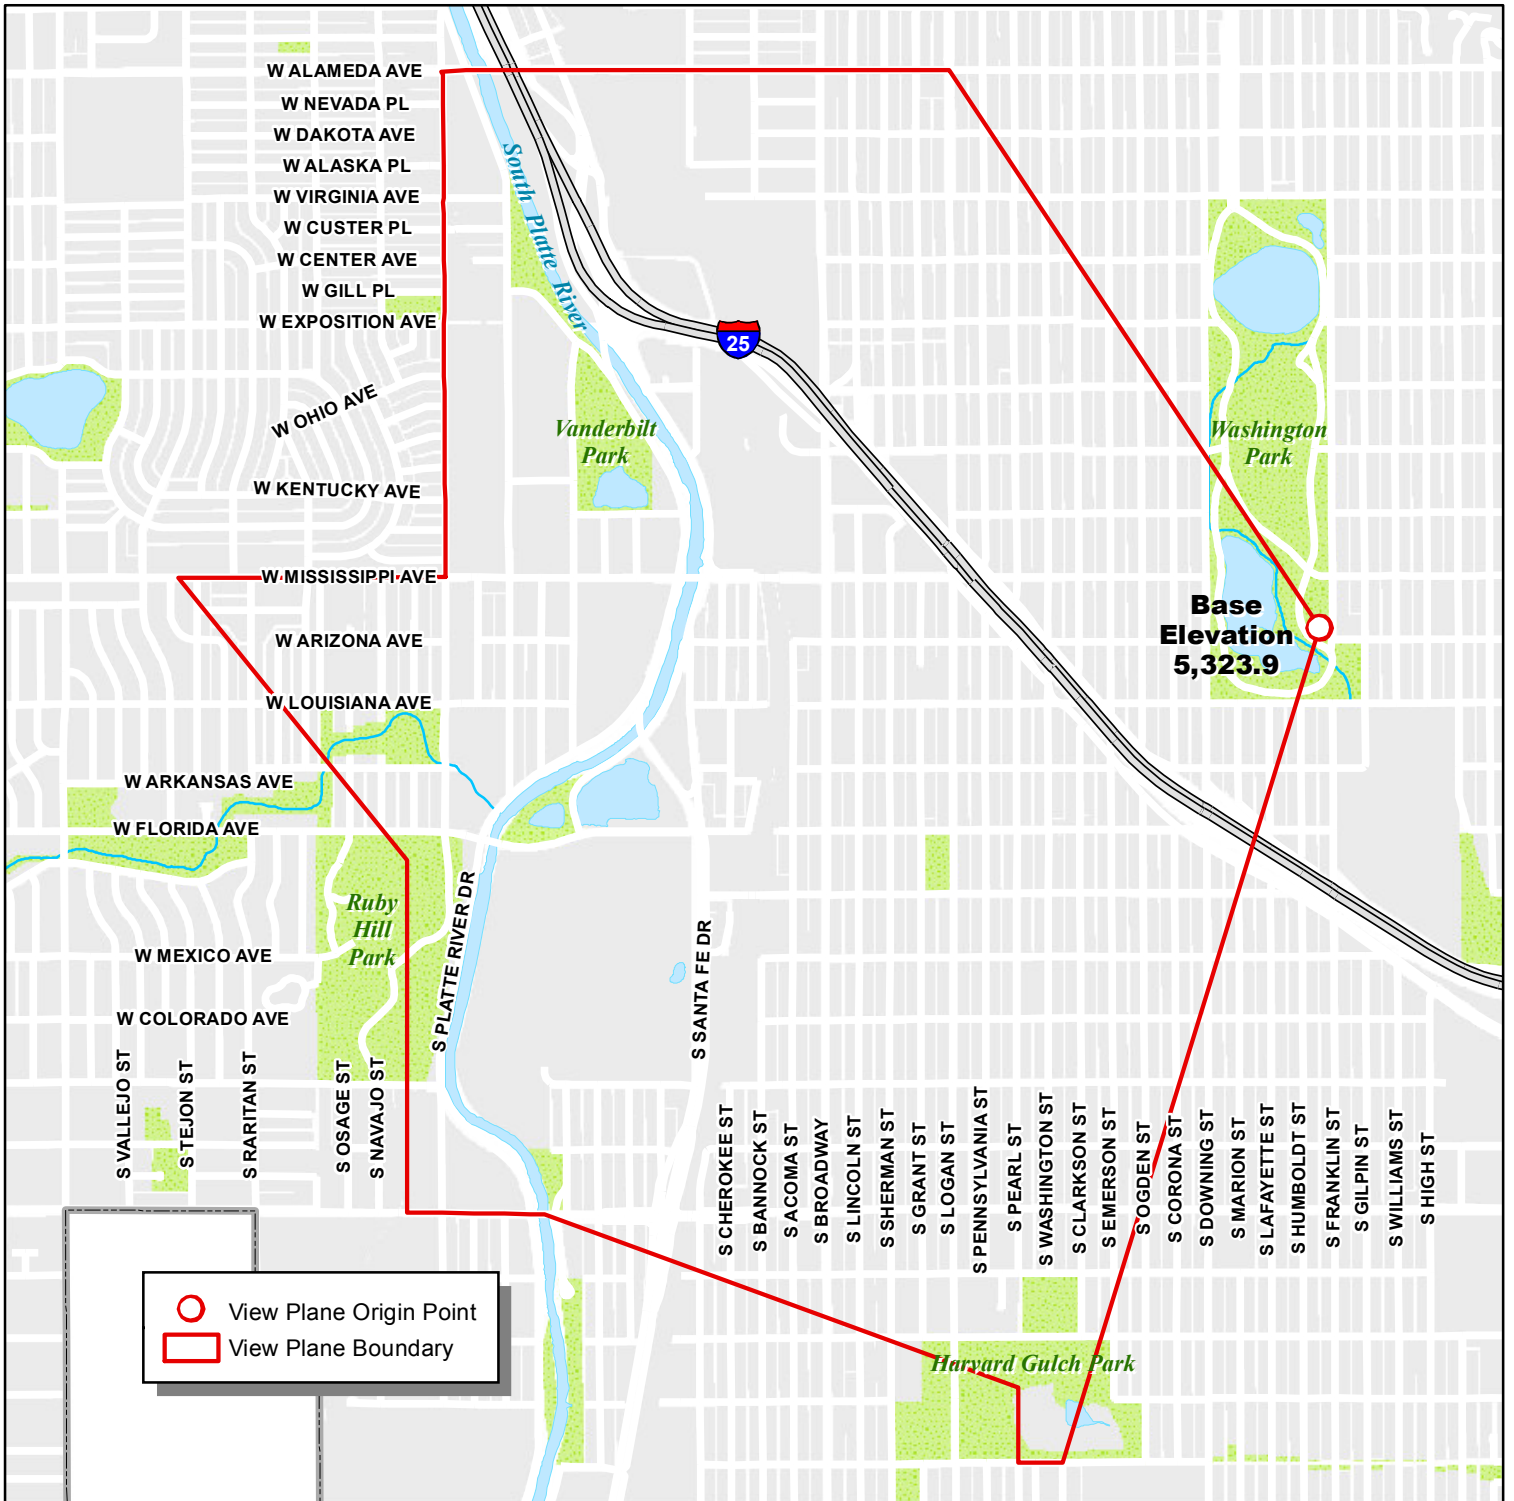 W ALAMEDA AVE
W NEVADA PL
W DAKOTA AVE
W ALASKA PL
W VIRGINIA AVE
W CUSTER PL
W CENTER AVE
W GILL PL
W EXPOSITION AVE
W OHIO AVE
W KENTUCKY AVE
W MISSISSIPPI AVE
W ARIZONA AVE
W LOUISIANA AVE
W ARKANSAS AVE
W FLORIDA AVE
W MEXICO AVE
W COLORADO AVE
South Platte River
25
Vanderbilt
Park
Washington
Park
Base
Elevation
5,323.9
Ruby
Hill
Park
S PLATTE RIVER DR
S SANTA FE DR
S VALLEJO ST
S TEJON ST
S RARITAN ST
S OSAGE ST
S NAVAJO ST
S CHEROKEE ST
S BANNOCK ST
S ACOMA ST
S BROADWAY
S LINCOLN ST
S SHERMAN ST
S GRANT ST
S LOGAN ST
S PENNSYLVANIA ST
S PEARL ST
S WASHINGTON ST
S CLARKSON ST
S EMERSON ST
S OGDEN ST
S CORONA ST
S DOWNING ST
S MARION ST
S LAFAYETTE ST
S HUMBOLDT ST
S FRANKLIN ST
S GILPIN ST
S WILLIAMS ST
S HIGH ST
Harvard Gulch Park
View Plane Origin Point
View Plane Boundary